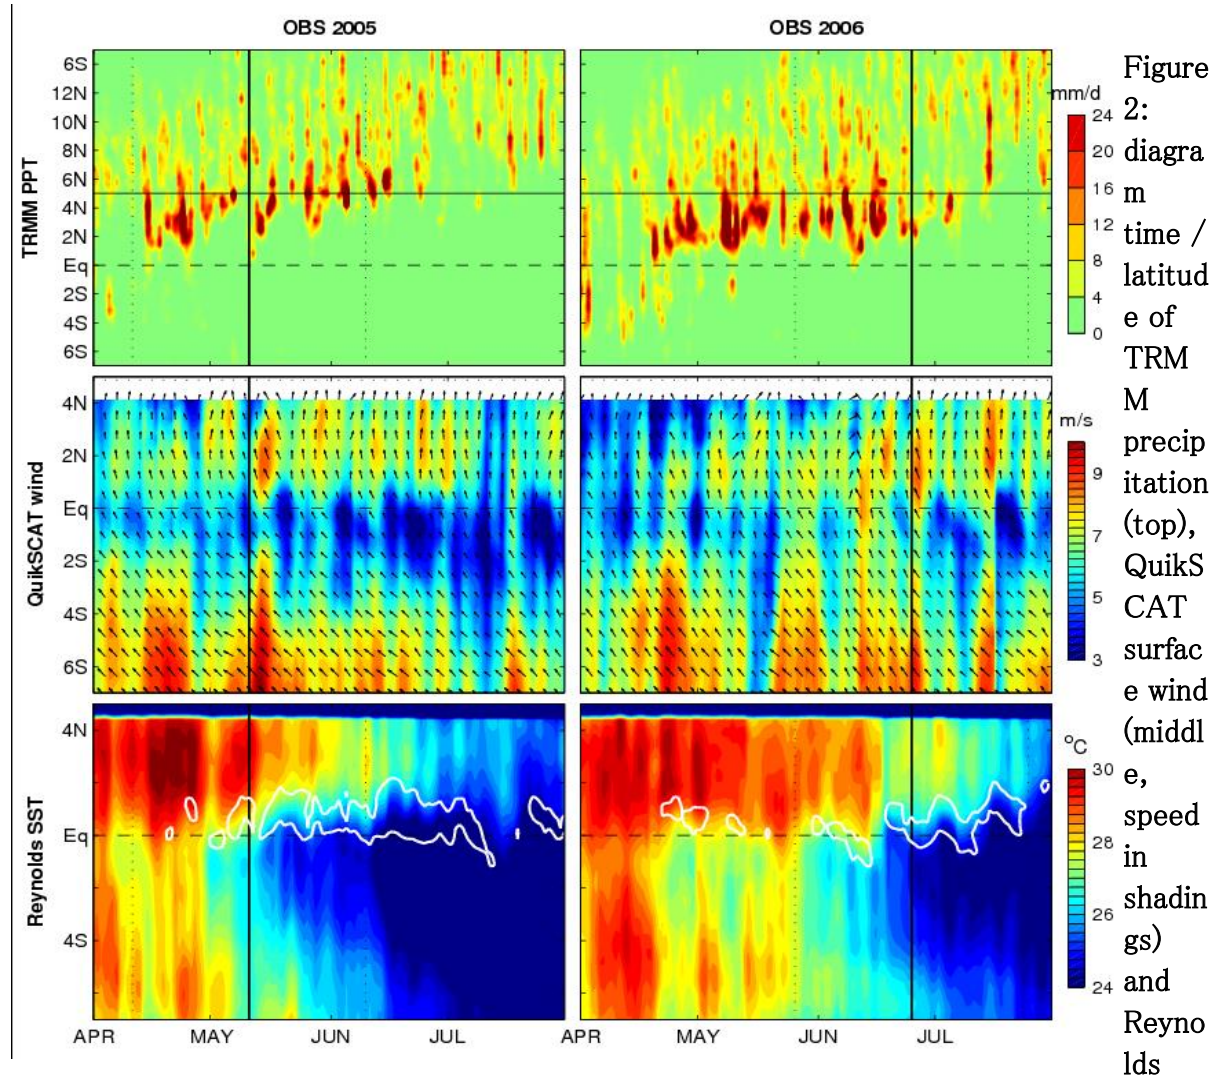 OBS 2005
OBS 2006
TRMM PPT
6S
12N
10N
8N
6N
4N
2N
Eq
2S
4S
6S
mm/d
24
20
16
12
8
4
0
QuikSCAT wind
4N
2N
Eq
2S
4S
6S
m/s
9
7
5
3
Reynolds SST
4N
Eq
4S
°C
30
28
26
24
APR
MAY
JUN
JUL
APR
MAY
JUN
JUL
Figure
2:
diagra
m
time /
latitud
e of
TRM
M
precip
itation
(top),
QuikS
CAT
surfac
e wind
(middl
e,
speed
in
shadin
gs)
and
Reyno
lds